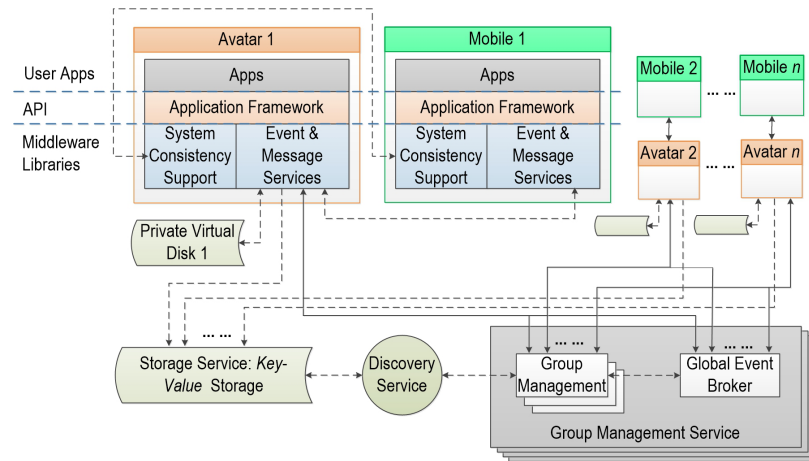 Avatar 1
Mobile 1
User Apps
API
Middleware
Libraries
Apps
Application Framework
System
Consistency
Support
Event &
Message
Services
Apps
Application Framework
System
Consistency
Support
Event &
Message
Services
Mobile 2
... ...
Mobile n
Avatar 2
... ...
Avatar n
Private Virtual
Disk 1
... ...
Storage Service: Key-
Value Storage
Discovery
Service
... ...
Group
Management
... ...
Global Event
Broker
Group Management Service